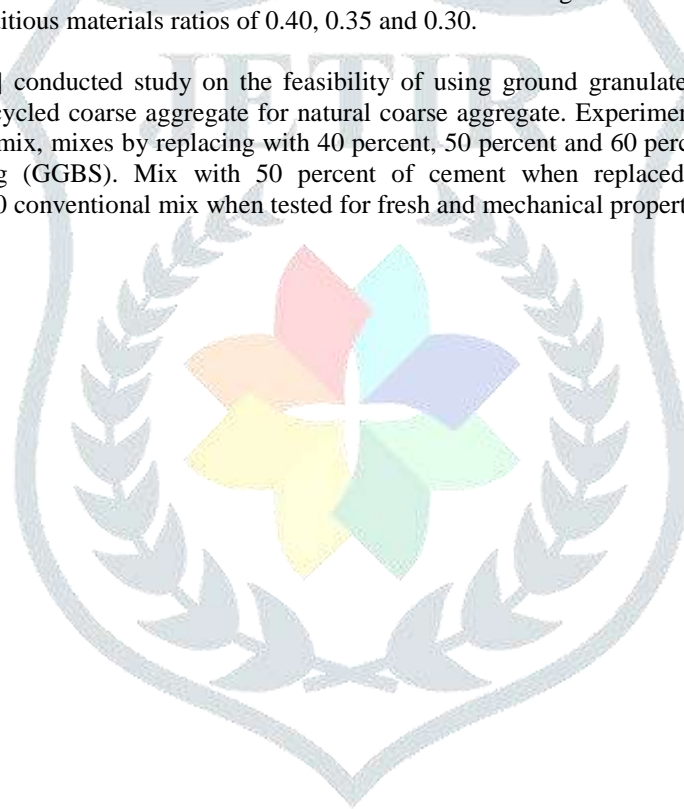 itious materials ratios of 0.40, 0.35 and 0.30.
] conducted study on the feasibility of using ground granulate
cycled coarse aggregate for natural coarse aggregate. Experimen
mix, mixes by replacing with 40 percent, 50 percent and 60 perc
g (GGBS). Mix with 50 percent of cement when replaced
0 conventional mix when tested for fresh and mechanical propert
JETIR